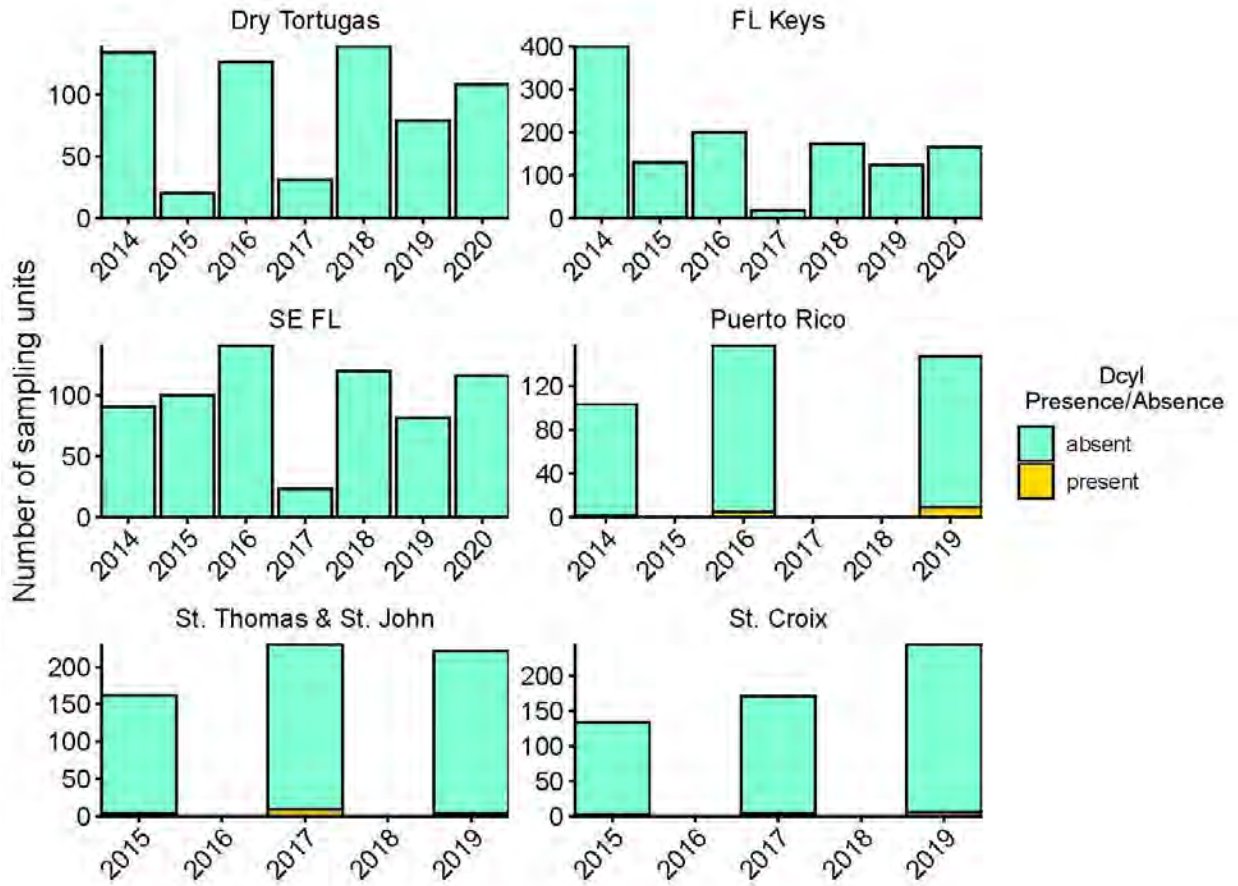 Number of sampling units
Dry Tortugas
100
50
0
2014 2015 2016 2017 2018 2019 2020
FL Keys
400
300
200
100
0
2014 2015 2016 2017 2018 2019 2020
SE FL
100
50
0
2014 2015 2016 2017 2018 2019 2020
Puerto Rico
120
80
40
0
2014 2015 2016 2017 2018 2019
St. Thomas & St. John
200
150
100
50
0
2015 2016 2017 2018 2019
St. Croix
200
150
100
50
0
2015 2016 2017 2018 2019
Dcyl
Presence/Absence
absent
present